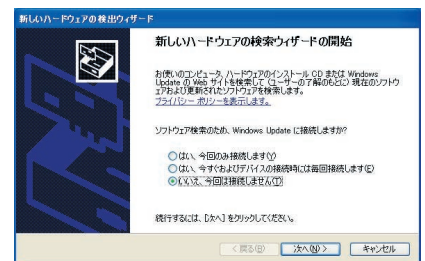 新しいハードウェアの検出ウィザード
新しいハードウェアの検索ウィザードの開始
お使いのコンピュータ、ハードウェアのインストール CD または Windows
Update の Web サイトを検索して（ユーザーの了解のもとに）現在のソフトウ
ェアおよび更新されたソフトウェアを検索します。
プライバシー ポリシーを表示します。
ソフトウェア検索のため、Windows Update に接続しますか?
はい、今回のみ接続します(Y)
はい、今すぐおよびデバイスの接続時には毎回接続します(E)
いいえ、今回は接続しません(T)
続行するには、[次へ] をクリックしてください。
< 戻る(B)
次へ(N) >
キャンセル